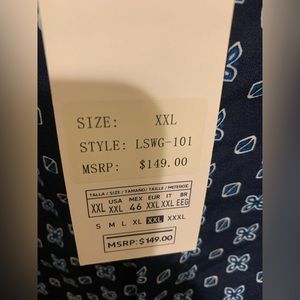 SIZE: XXL
STYLE: LSWG-101
MSRP: $149.00
TALLA / SIZE / TAMAÑO / TAILLE /
USA MEX EUR IT BR
XXL XXL 46 XXL XXL EEG
S M L XL XXL XXXL
MSRP:$149.00